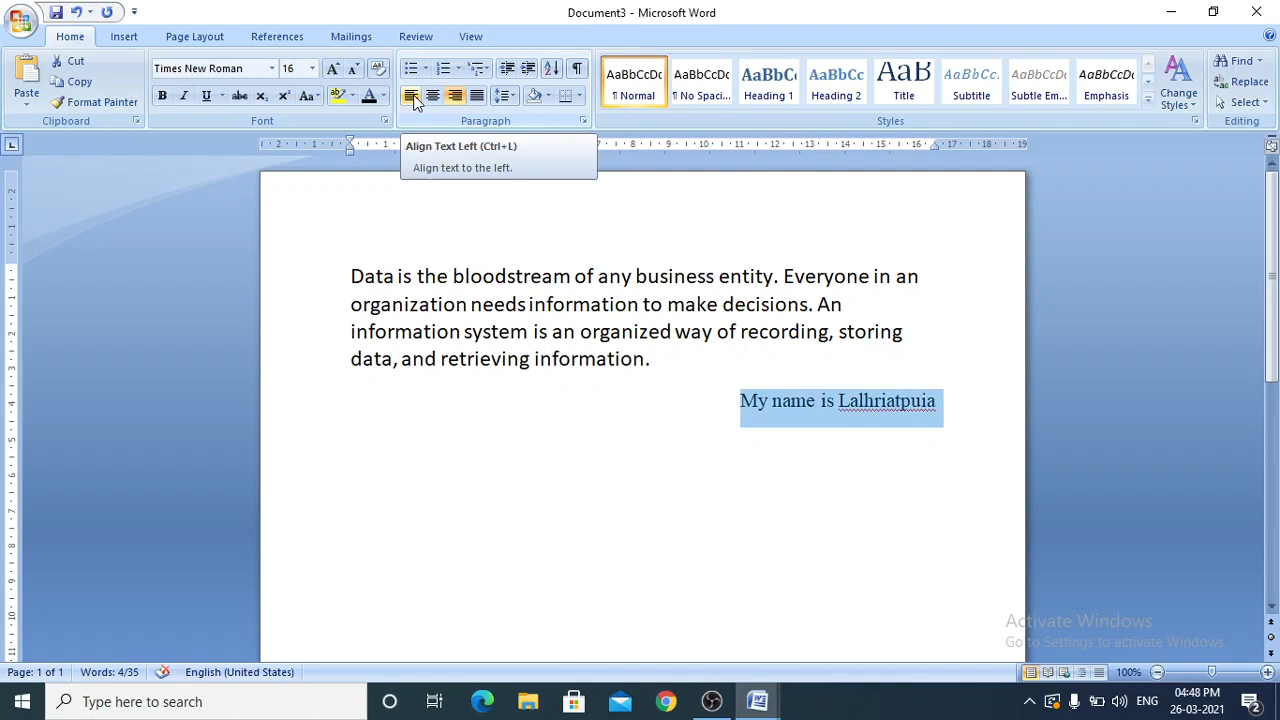 Document3 - Microsoft Word
Home Insert Page Layout References Mailings Review View
Paste
Cut
Copy
Format Painter
Clipboard
Times New Roman 16
Font
Paragraph
AaBbCcDc
¶ Normal
AaBbCcDc
¶ No Spaci...
AaBbC
Heading 1
AaBbCc
Heading 2
AaB
Title
AaBbCc.
Subtitle
AaBbCcDc
Subtle Em...
AaBbCcDc
Emphasis
Change
Styles
Styles
Find
Replace
Select
Editing
Align Text Left (Ctrl+L)
Align text to the left.
Data is the bloodstream of any business entity. Everyone in an
organization needs information to make decisions. An
information system is an organized way of recording, storing
data, and retrieving information.
My name is Lalhriatpuia
Activate Windows
Go to Settings to activate Windows.
Page: 1 of 1 Words: 4/35 English (United States) 100%
Type here to search
ENG
04:48 PM
26-03-2021
2